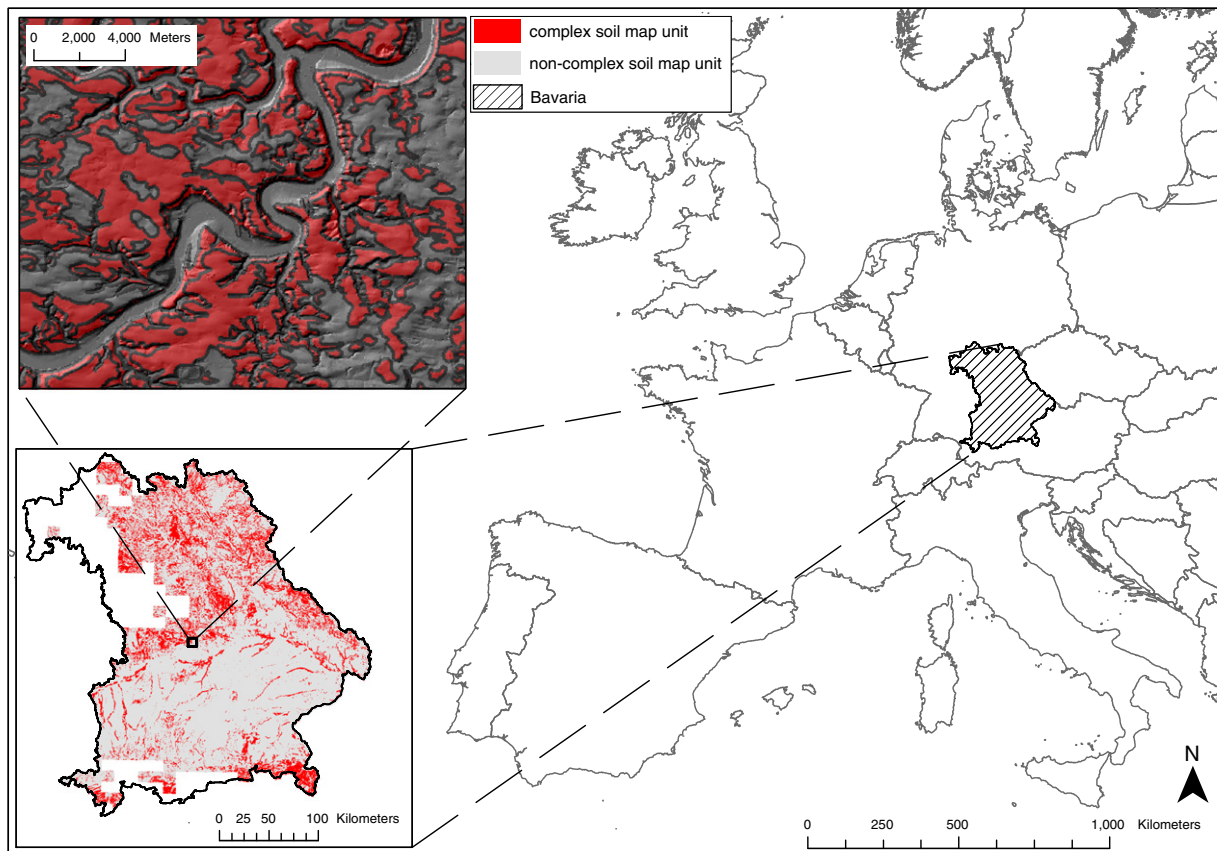 0 2,000 4,000 Meters
complex soil map unit
non-complex soil map unit
Bavaria
0 25 50 100 Kilometers
N
0 250 500 1,000 Kilometers